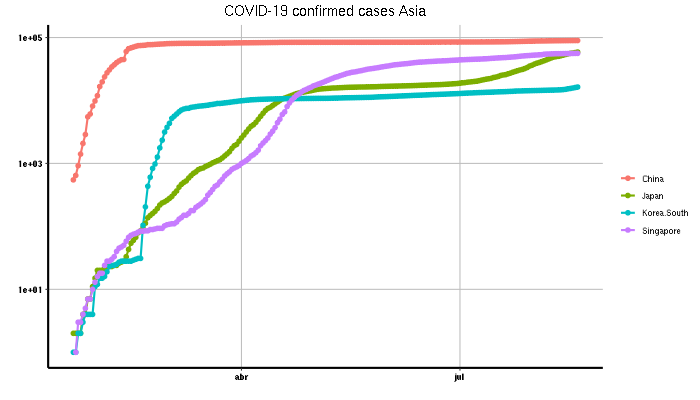 COVID-19 confirmed cases Asia
1e+05
1e+03
1e+01
abr
jul
China
Japan
Korea.South
Singapore